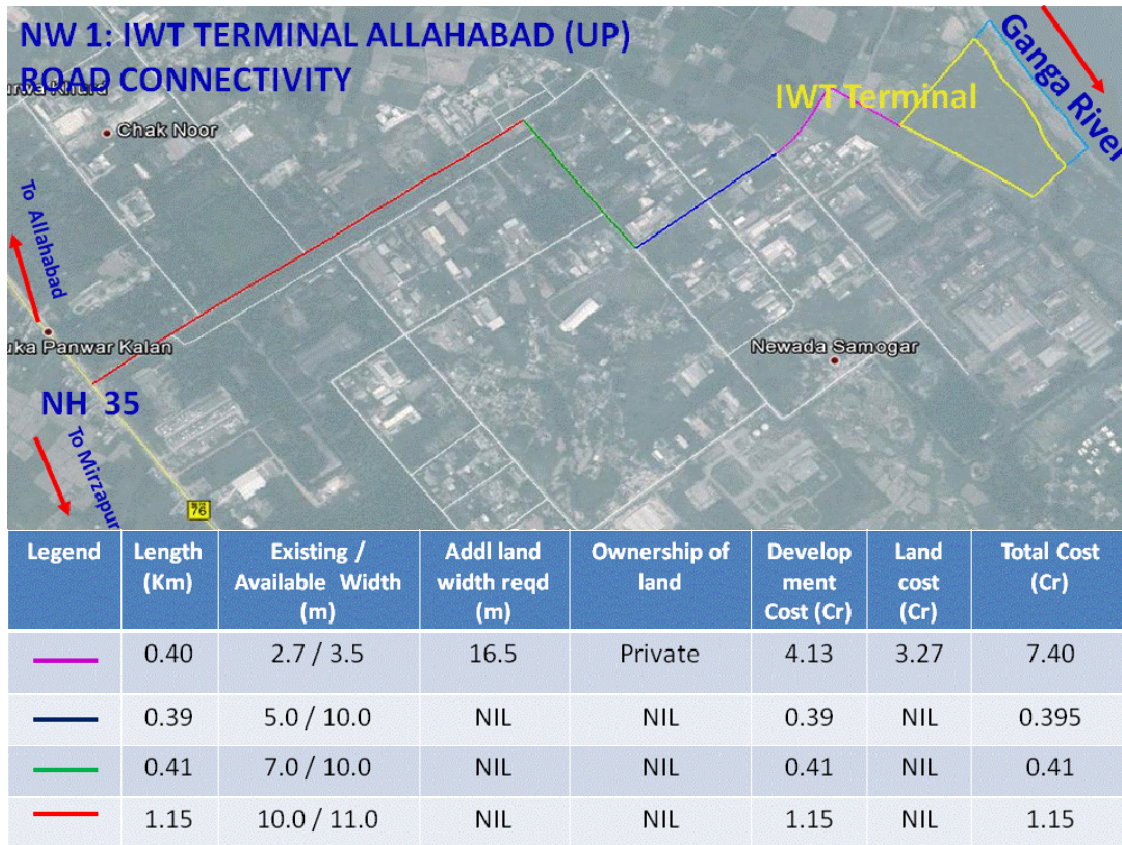 NW 1: IWT TERMINAL ALLAHABAD (UP)
ROAD CONNECTIVITY
Ganga River
IWT Terminal
Chak Noor
To Allahabad
Panwar Kalan
Newada Samogar
NH 35
To Mirzapur
76
Legend Length (Km) Existing / Available Width (m) Addl land width reqd (m) Ownership of land Develop ment Cost (Cr) Land cost (Cr) Total Cost (Cr)
0.40 2.7 / 3.5 16.5 Private 4.13 3.27 7.40
0.39 5.0 / 10.0 NIL NIL 0.39 NIL 0.395
0.41 7.0 / 10.0 NIL NIL 0.41 NIL 0.41
1.15 10.0 / 11.0 NIL NIL 1.15 NIL 1.15